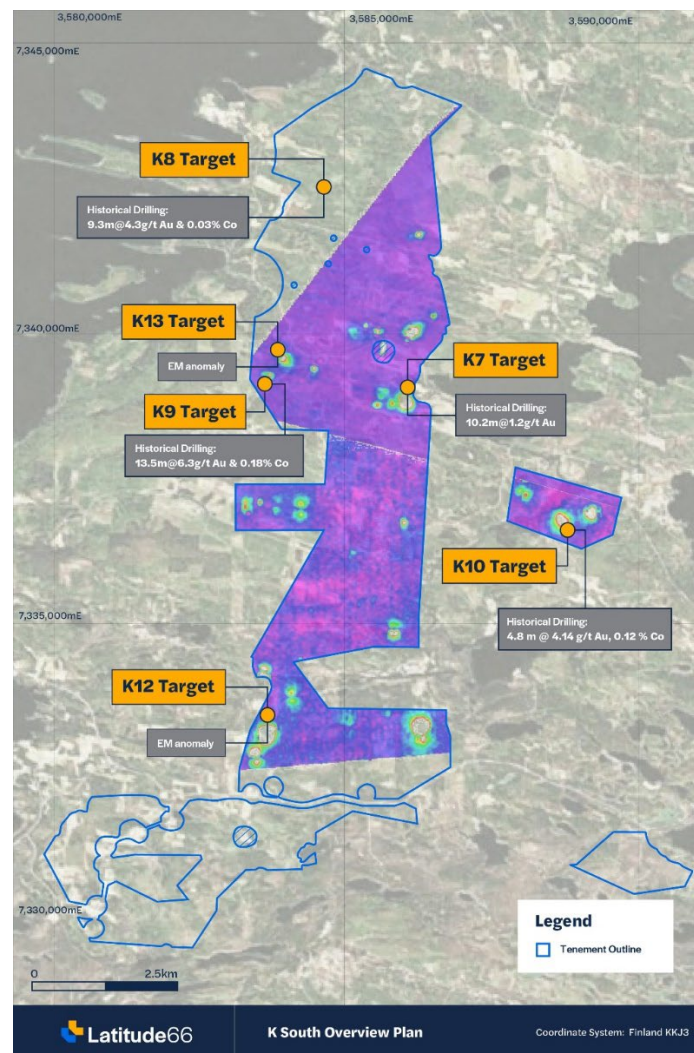 3,580,000mE
3,585,000mE
3,590,000mE
7,345,000mE
K8 Target
Historical Drilling:
9.3m@4.3g/t Au & 0.03% Co
7,340,000mE
K13 Target
EM anomaly
K7 Target
Historical Drilling:
10.2m@1.2g/t Au
K9 Target
Historical Drilling:
13.5m@6.3g/t Au & 0.18% Co
K10 Target
Historical Drilling:
4.8 m @ 4.14 g/t Au, 0.12 % Co
7,335,000mE
K12 Target
EM anomaly
7,330,000mE
Legend
Tenement Outline
0 2.5km
Latitude66
K South Overview Plan
Coordinate System: Finland KKJ3